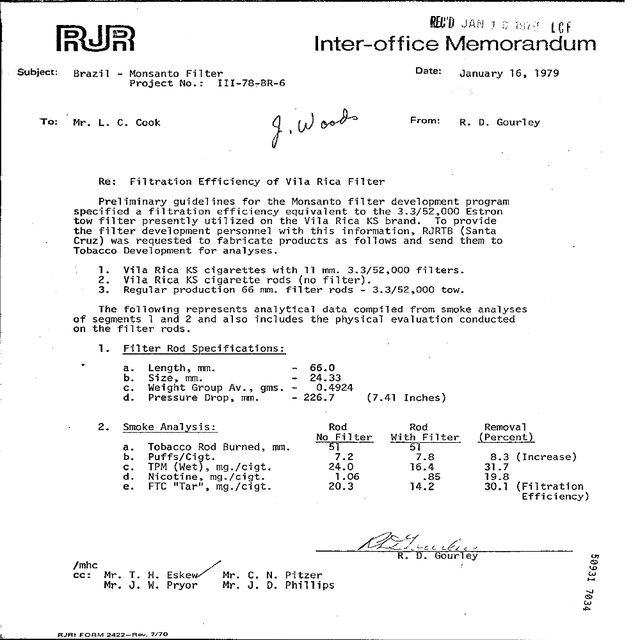 REC'D JAN 1 1979 LCF
RJR
Inter-office Memorandum
Subject: Brazil - Monsanto Filter
Project No.: III-78-BR-6
Date: January 16, 1979
To: Mr. L. C. Cook
J. Woods
From: R. D. Gourley
Re: Filtration Efficiency of Vila Rica Filter
Preliminary guidelines for the Monsanto filter development program
specified a filtration efficiency equivalent to the 3.3/52,000 Estron
tow filter presently utilized on the Vila Rica KS brand. To provide
the filter development personnel with this information, RJRTB (Santa
Cruz) was requested to fabricate products as follows and send them to
Tobacco Development for analyses.
1. Vila Rica KS cigarettes with 11 mm. 3.3/52,000 filters.
2. Vila Rica KS cigarette rods (no filter).
3. Regular production 66 mm. filter rods - 3.3/52,000 tow.
The following represents analytical data compiled from smoke analyses
of segments 1 and 2 and also includes the physical evaluation conducted
on the filter rods.
1. Filter Rod Specifications:
a. Length, mm. - 66.0
b. Size, mm. - 24.33
c. Weight Group Av., gms. - 0.4924
d. Pressure Drop, mm. - 226.7 (7.41 Inches)
2. Smoke Analysis: Rod Rod Removal
No Filter With Filter (Percent)
a. Tobacco Rod Burned, mm. 51 51
b. Puffs/Cigt. 7.2 7.8 8.3 (Increase)
c. TPM (Wet), mg./cigt. 24.0 16.4 31.7
d. Nicotine, mg./cigt. 1.06 .85 19.8
e. FTC "Tar", mg./cigt. 20.3 14.2 30.1 (Filtration
Efficiency)
R. D. Gourley
/mhc
cc: Mr. T. H. Eskew Mr. C. N. Pitzer
Mr. J. W. Pryor Mr. J. D. Phillips
50931 7034
RJRI FORM 2422-Rev. 7/70